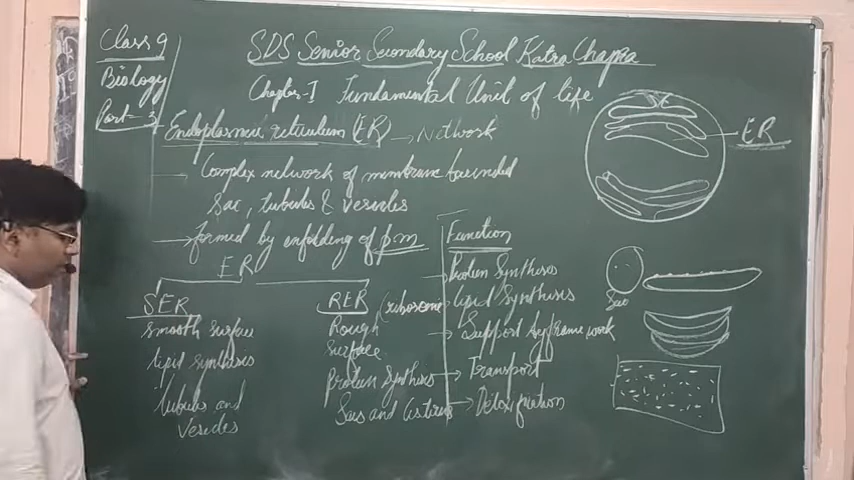 Class 9
Biology
Part-3
SDS Senior Secondary School Katra Chapra
Chapter-I Fundamental Unit of life
Endoplasmic reticulum (ER) → Network
Complex network of membrane bounded
Sac, tubules & vesicles
→ formed by enfolding of p.m
ER
SER
Smooth surface
lipid synthesis
tubules and
vesicles
RER (ribosome
Rough
Surface
protein Synthesis
Sacs and Cisternes
Function
protein Synthesis
lipid Synthesis
Support by frame work
→ Transport
→ Detoxification
ER
Sac